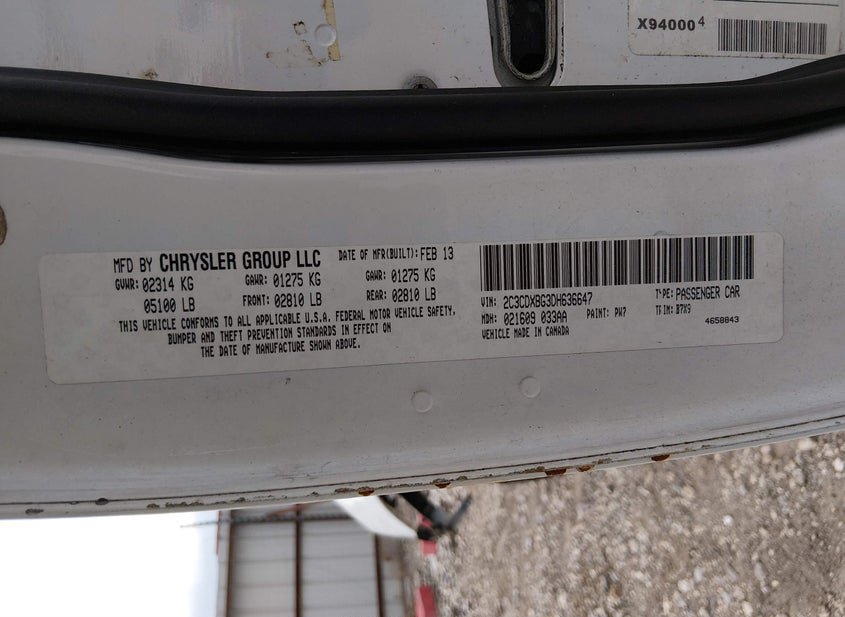 X94000 4
MFD BY CHRYSLER GROUP LLC DATE OF MFR(BUILT): FEB 13
GVWR: 02314 KG GAWR: 01275 KG GAWR: 01275 KG
05100 LB FRONT: 02810 LB REAR: 02810 LB
THIS VEHICLE CONFORMS TO ALL APPLICABLE U.S.A. FEDERAL MOTOR VEHICLE SAFETY,
BUMPER AND THEFT PREVENTION STANDARDS IN EFFECT ON
THE DATE OF MANUFACTURE SHOWN ABOVE.
VIN: 2C3CDXBG3DH636647 TYPE: PASSENGER CAR
MDH: 021609 033AA PAINT: PW7 TRIM: B7X9
VEHICLE MADE IN CANADA 4658843